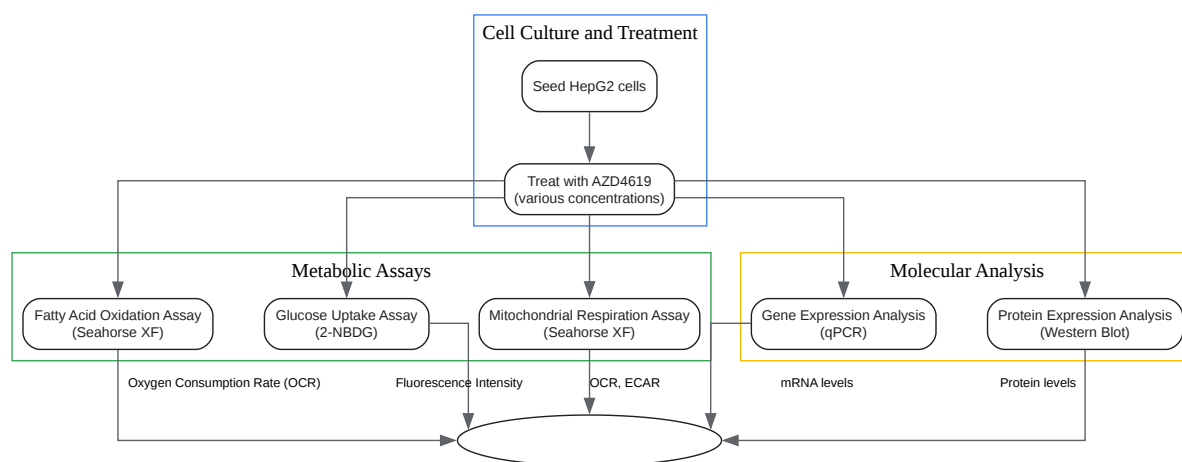 Cell Culture and Treatment
Seed HepG2 cells
Treat with AZD4619
(various concentrations)
Metabolic Assays
Molecular Analysis
Fatty Acid Oxidation Assay
(Seahorse XF)
Glucose Uptake Assay
(2-NBDG)
Mitochondrial Respiration Assay
(Seahorse XF)
Gene Expression Analysis
(qPCR)
Protein Expression Analysis
(Western Blot)
Oxygen Consumption Rate (OCR)
Fluorescence Intensity
OCR, ECAR
mRNA levels
Protein levels